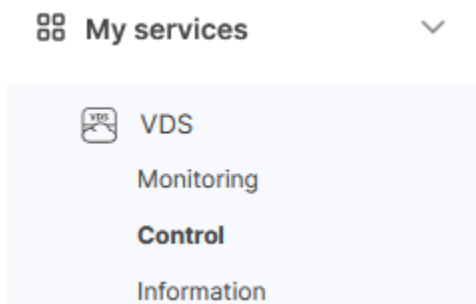 My services
VDS
VDS
Monitoring
Control
Information